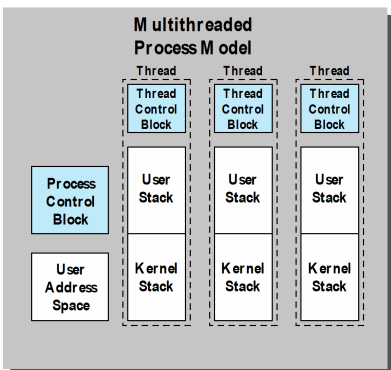 Multithreaded
Process Model
Thread Thread Thread
Thread Thread Thread
Control Control Control
Block Block Block
Process
Control
Block
User User User
Stack Stack Stack
User
Address
Space
Kernel Kernel Kernel
Stack Stack Stack